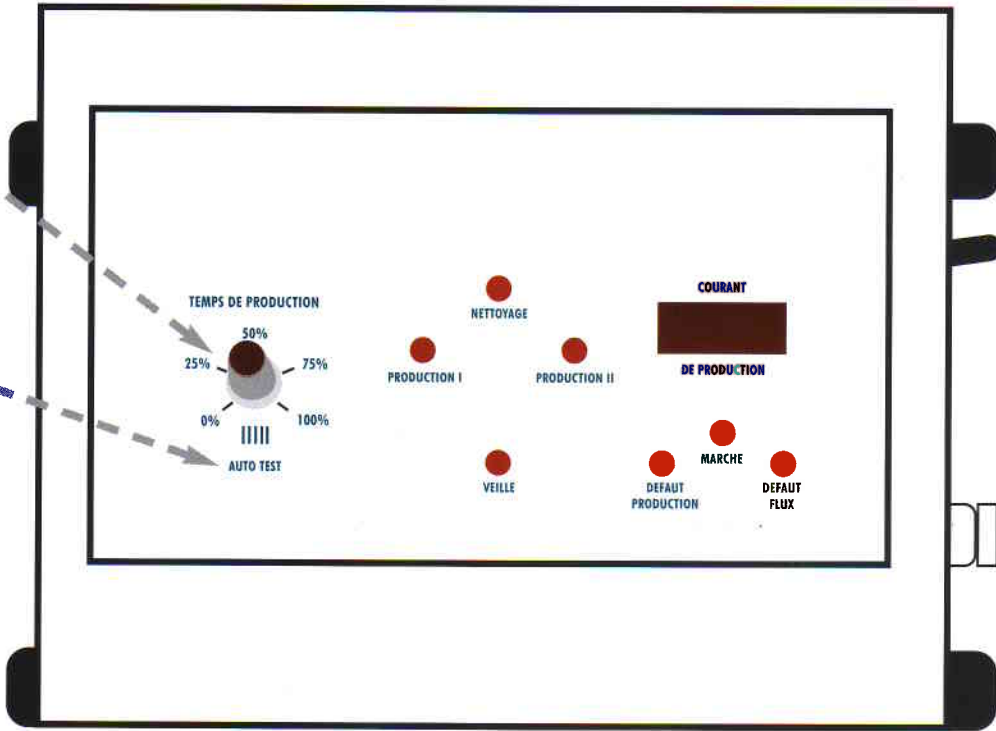 TEMPS DE PRODUCTION
50%
25%
75%
0%
100%
AUTO TEST
NETTOYAGE
PRODUCTION I
PRODUCTION II
VEILLE
COURANT
DE PRODUCTION
MARCHE
DEFAUT
PRODUCTION
DEFAUT
FLUX